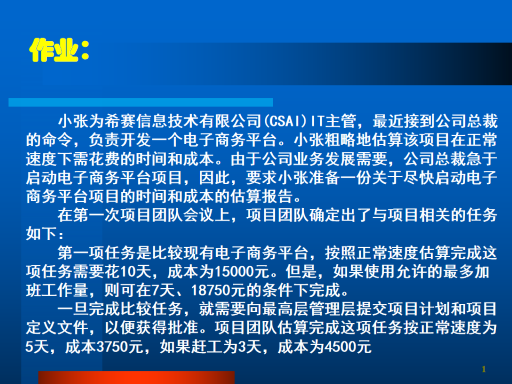 作业：
小张为希赛信息技术有限公司(CSAI)IT主管，最近接到公司总裁
的命令，负责开发一个电子商务平台。小张粗略地估算该项目在正常
速度下需花费的时间和成本。由于公司业务发展需要，公司总裁急于
启动电子商务平台项目，因此，要求小张准备一份关于尽快启动电子
商务平台项目的时间和成本的估算报告。
在第一次项目团队会议上，项目团队确定出了与项目相关的任务
如下：
第一项任务是比较现有电子商务平台，按照正常速度估算完成这
项任务需要花10天，成本为15000元。但是，如果使用允许的最多加
班工作量，则可在7天、18750元的条件下完成。
一旦完成比较任务，就需要向最高层管理层提交项目计划和项目
定义文件，以便获得批准。项目团队估算完成这项任务按正常速度为
5天，成本3750元，如果赶工为3天，成本为4500元
1